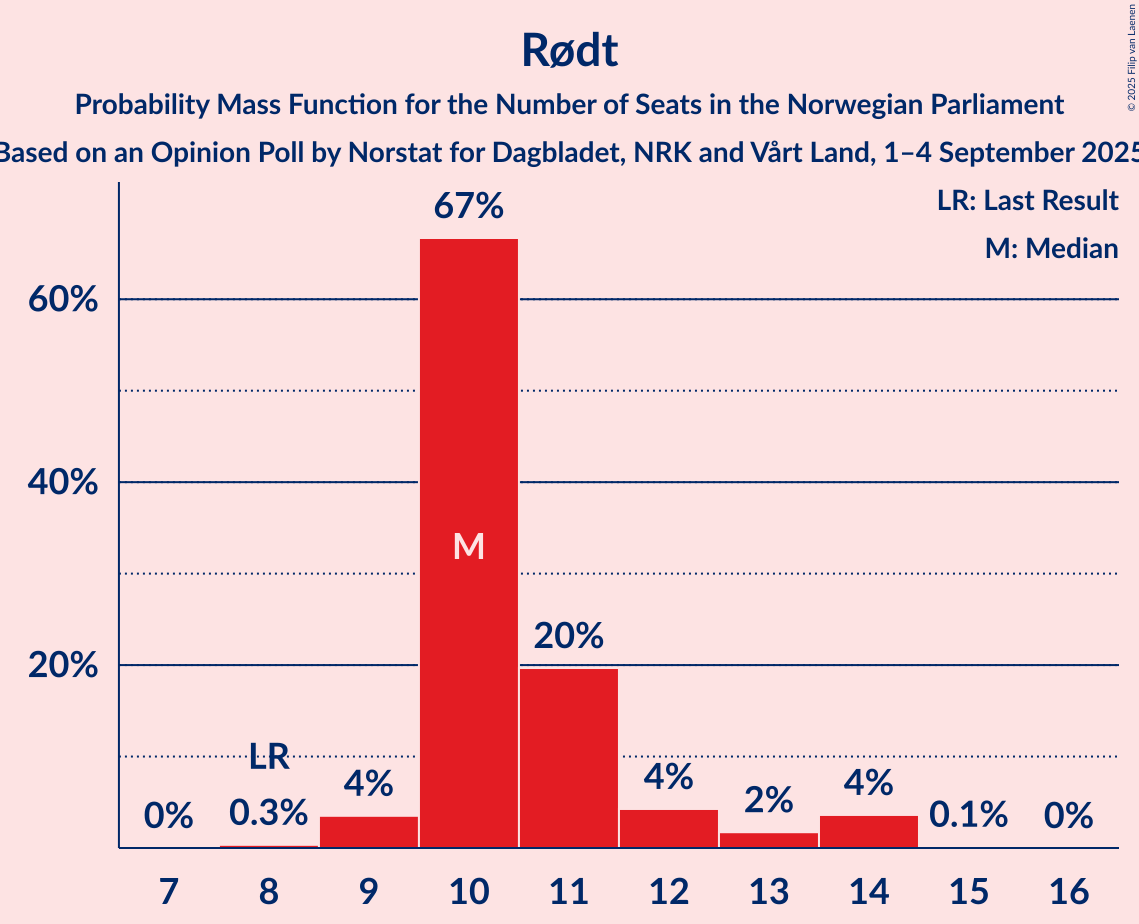 © 2025 Filip van Laenen
Rødt
Probability Mass Function for the Number of Seats in the Norwegian Parliament
Based on an Opinion Poll by Norstat for Dagbladet, NRK and Vårt Land, 1–4 September 2025
LR: Last Result
M: Median
67%
60%
40%
M
20%
20%
LR
4%
4%
4%
2%
0%
0.3%
0.1%
0%
7 8 9 10 11 12 13 14 15 16